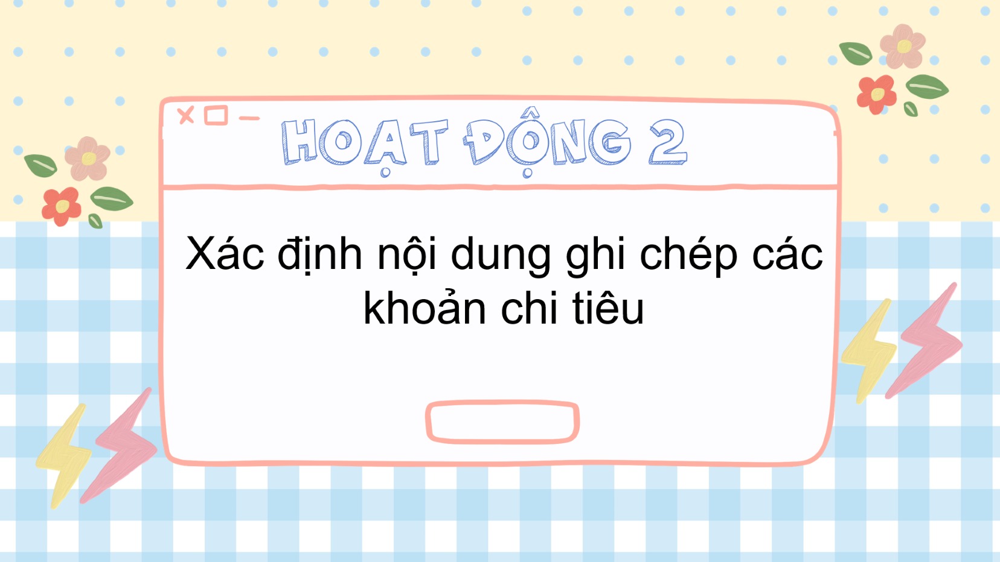 HOẠT ĐỘNG 2
Xác định nội dung ghi chép các
khoản chi tiêu